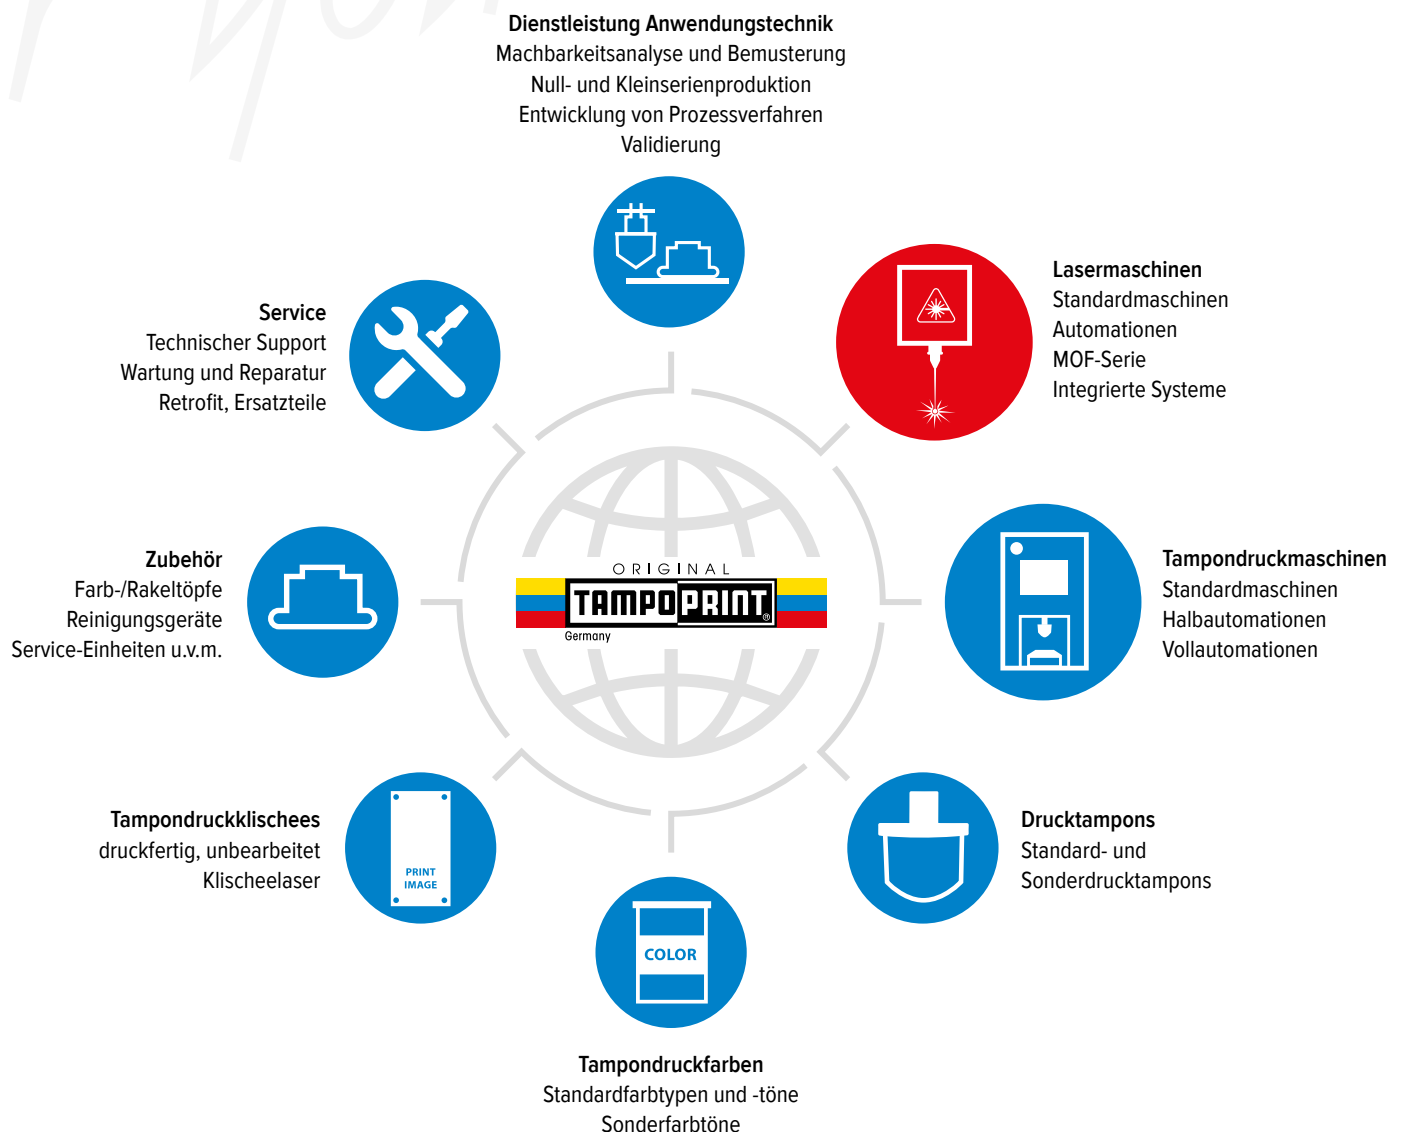 Dienstleistung Anwendungstechnik
Machbarkeitsanalyse und Bemusterung
Null- und Kleinserienproduktion
Entwicklung von Prozessverfahren
Validierung
Lasermaschinen
Standardmaschinen
Automationen
MOF-Serie
Integrierte Systeme
Service
Technischer Support
Wartung und Reparatur
Retrofit, Ersatzteile
Zubehör
Farb-/Rakeltöpfe
Reinigungsgeräte
Service-Einheiten u.v.m.
ORIGINAL
TAMPOPRINT®
Germany
Tampondruckmaschinen
Standardmaschinen
Halbautomationen
Vollautomationen
Tampondruckklischees
druckfertig, unbearbeitet
Klischeelaser
PRINT
IMAGE
Drucktampons
Standard- und
Sonderdrucktampons
COLOR
Tampondruckfarben
Standardfarbtypen und -töne
Sonderfarbtöne